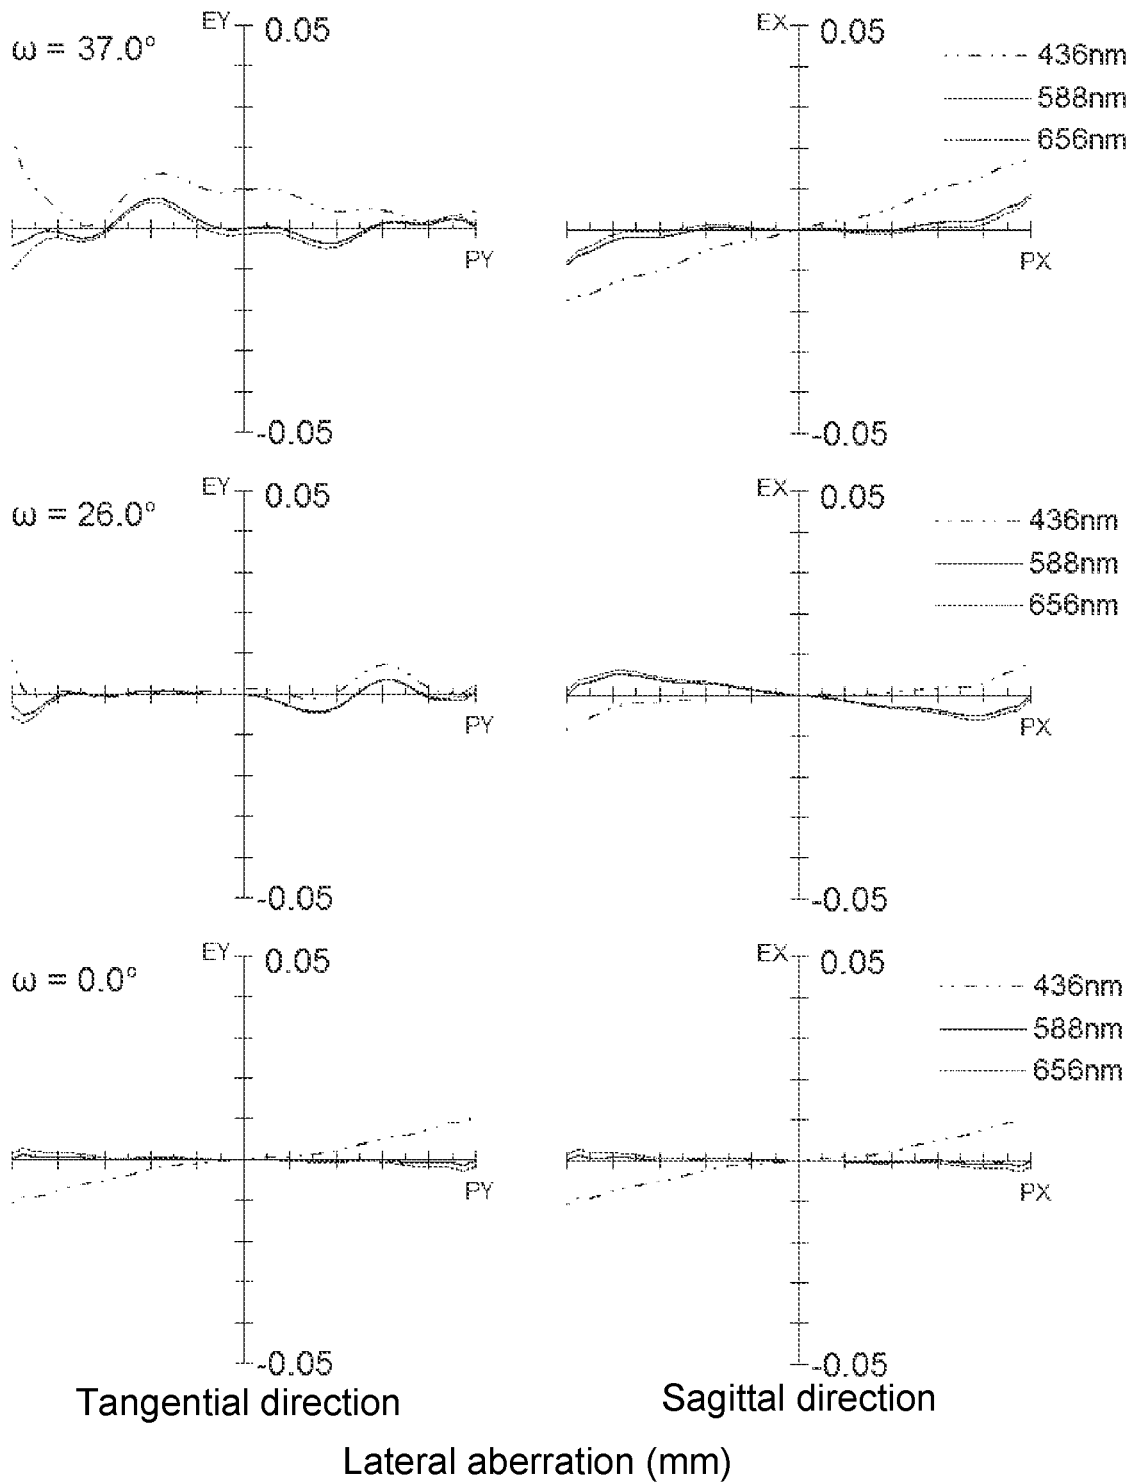 EY 0.05
ω = 37.0°
PY
-0.05
EX 0.05
436nm
588nm
656nm
PX
-0.05
EY 0.05
ω = 26.0°
PY
-0.05
EX 0.05
436nm
588nm
656nm
PX
-0.05
EY 0.05
ω = 0.0°
PY
-0.05
EX 0.05
436nm
588nm
656nm
PX
-0.05
Tangential direction
Sagittal direction
Lateral aberration (mm)